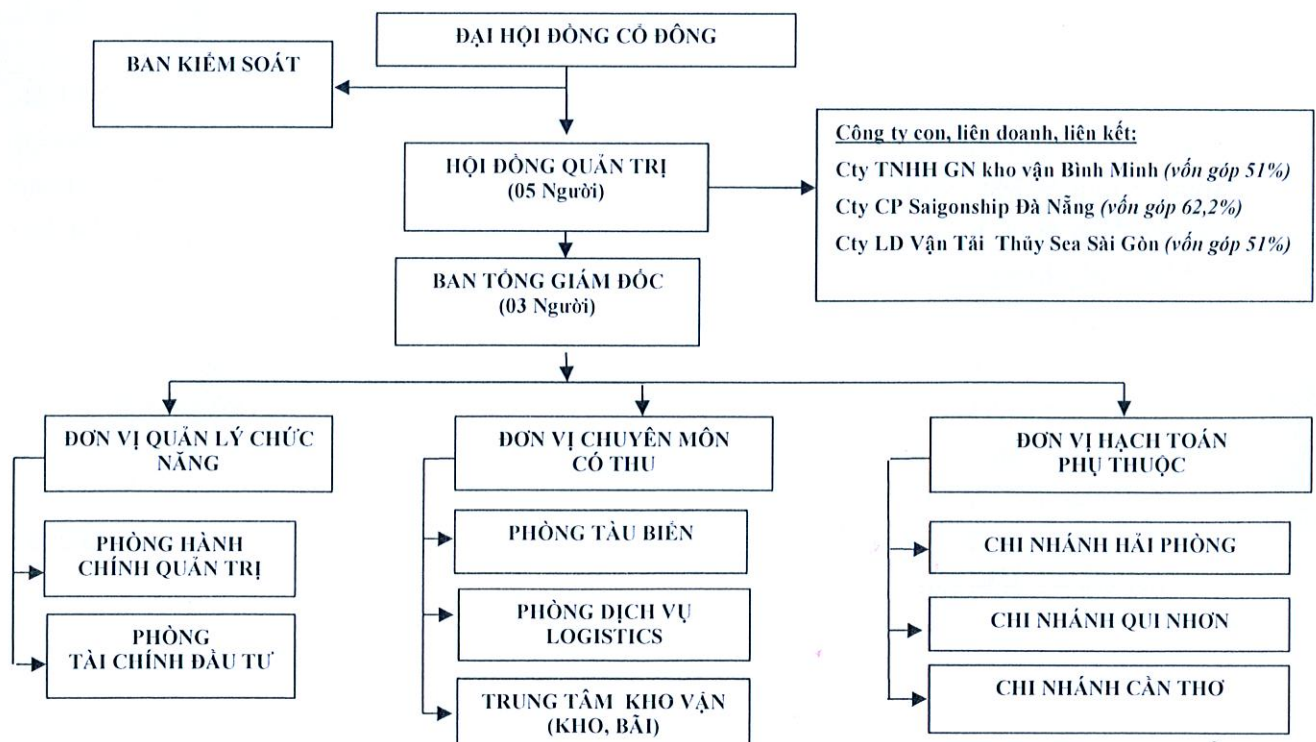 ĐẠI HỘI ĐỒNG CỔ ĐÔNG
BAN KIỂM SOÁT
HỘI ĐỒNG QUẢN TRỊ
(05 Người)
Công ty con, liên doanh, liên kết:
Cty TNHH GN kho vận Bình Minh (vốn góp 51%)
Cty CP Saigonship Đà Nẵng (vốn góp 62,2%)
Cty LD Vận Tải Thủy Sea Sài Gòn (vốn góp 51%)
BAN TỔNG GIÁM ĐỐC
(03 Người)
ĐƠN VỊ QUẢN LÝ CHỨC
NĂNG
PHÒNG HÀNH
CHÍNH QUẢN TRỊ
PHÒNG
TÀI CHÍNH ĐẦU TƯ
ĐƠN VỊ CHUYÊN MÔN
CÓ THU
PHÒNG TÀU BIỂN
PHÒNG DỊCH VỤ
LOGISTICS
TRUNG TÂM KHO VẬN
(KHO, BÃI)
ĐƠN VỊ HẠCH TOÁN
PHỤ THUỘC
CHI NHÁNH HẢI PHÒNG
CHI NHÁNH QUI NHƠN
CHI NHÁNH CẦN THƠ